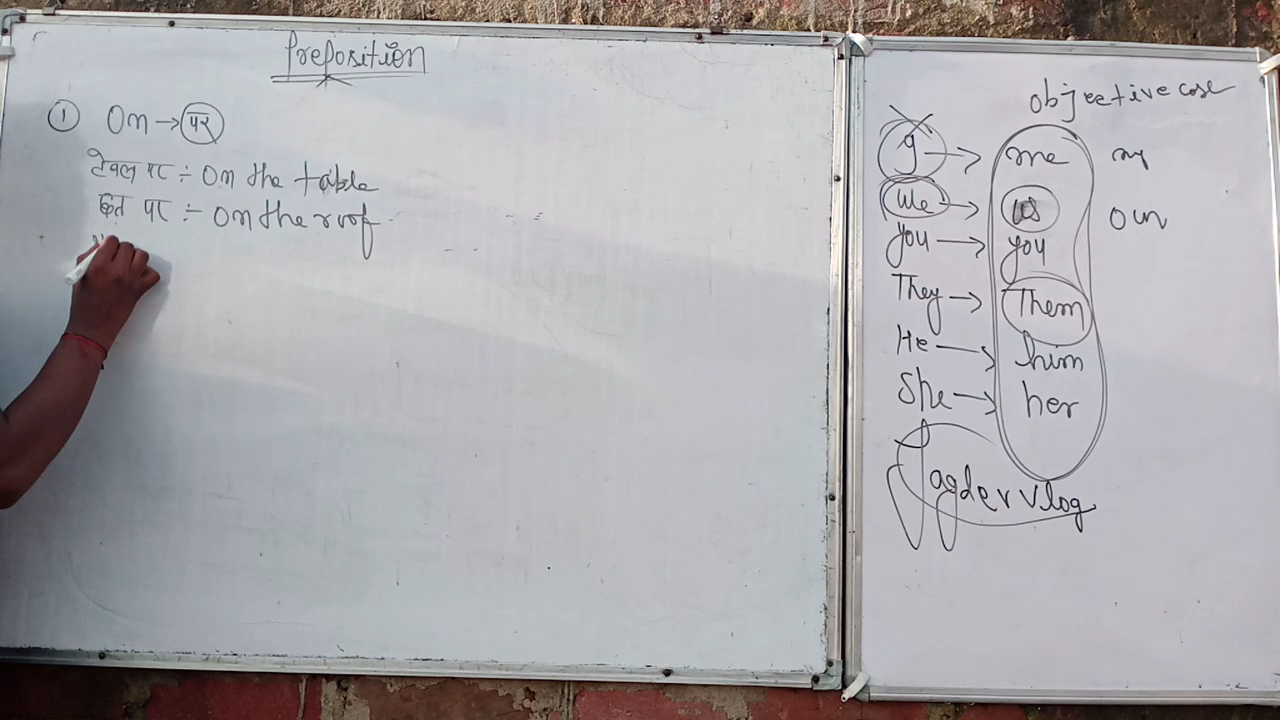 Preposition
① On → पर
टेबल पर ÷ On the table
छत पर ÷ on the roof
objective case
I → me my
We → us our
you → you
They → Them
He → him
She → her
Jagdev vlog